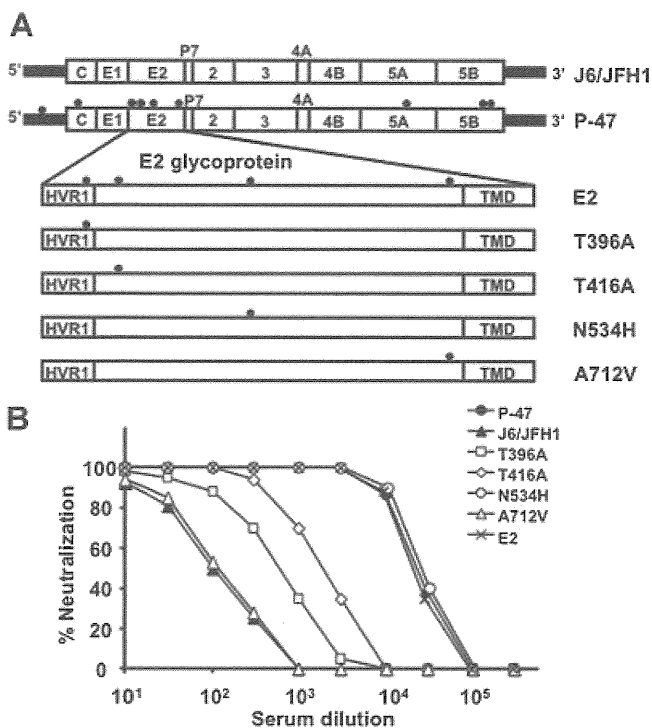 A
P7 4A
5' C E1 E2 2 3 4B 5A 5B 3' J6/JFH1
P7 4A
5' C E1 E2 2 3 4B 5A 5B 3' P-47
E2 glycoprotein
HVR1 TMD E2
HVR1 TMD T396A
HVR1 TMD T416A
HVR1 TMD N534H
HVR1 TMD A712V
B
P-47
J6/JFH1
T396A
T416A
N534H
A712V
E2
% Neutralization
100
80
60
40
20
0
10¹ 10² 10³ 10⁴ 10⁵
Serum dilution